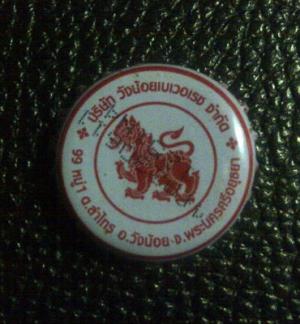 บริษัท วังน้อยเบเวอเรช จำกัด
99 ม.1 ต.ลำไทร อ.วังน้อย จ.พระนครศรีอยุธยา